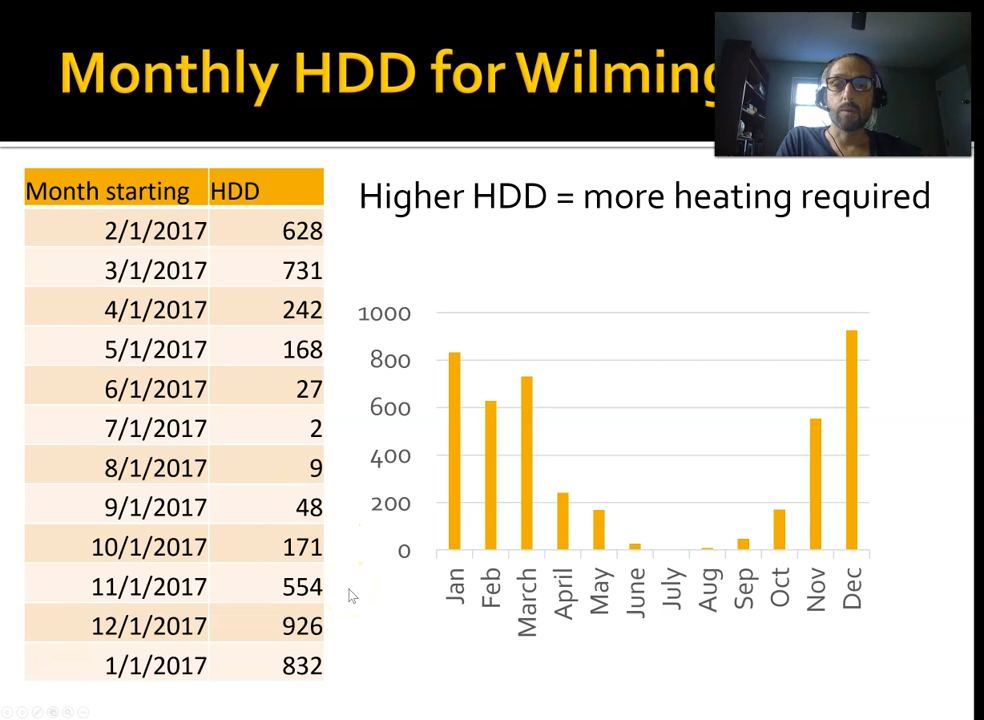 Monthly HDD for Wilming
Month starting HDD
2/1/2017 628
3/1/2017 731
4/1/2017 242
5/1/2017 168
6/1/2017 27
7/1/2017 2
8/1/2017 9
9/1/2017 48
10/1/2017 171
11/1/2017 554
12/1/2017 926
1/1/2017 832
Higher HDD = more heating required
1000
800
600
400
200
0
Jan
Feb
March
April
May
June
July
Aug
Sep
Oct
Nov
Dec